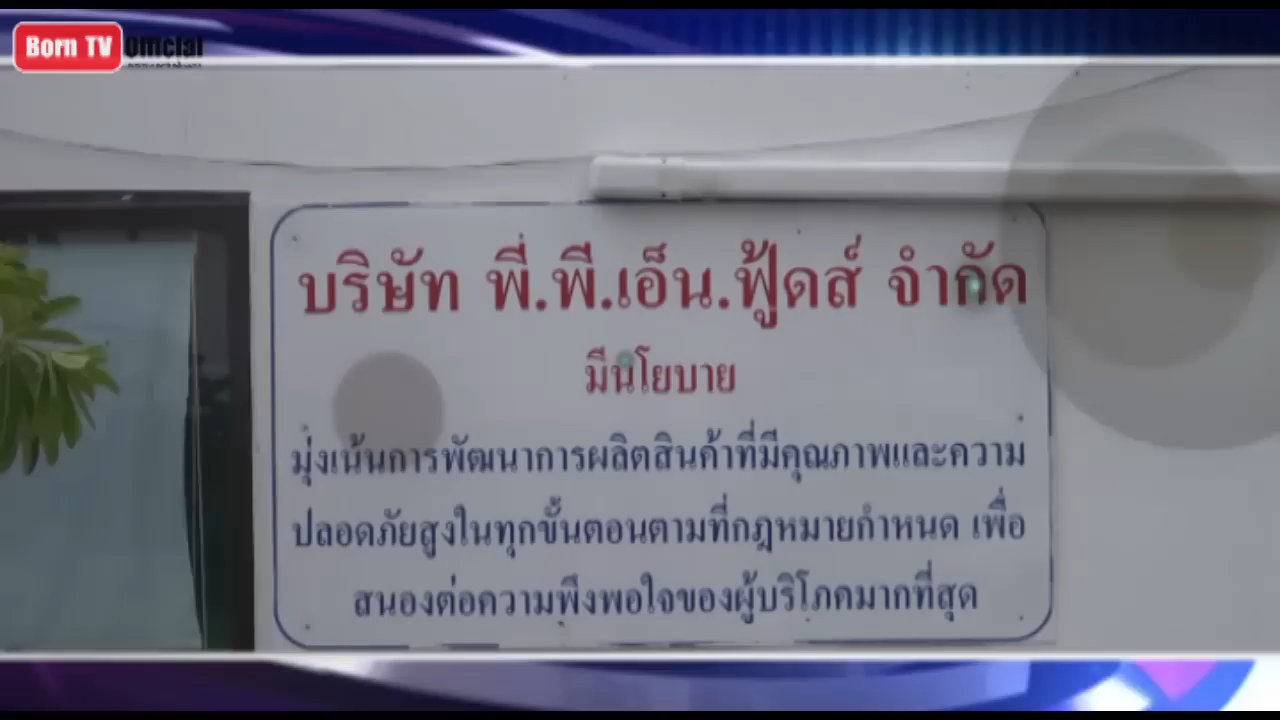 Born TV Official
บริษัท พี.พี.เอ็น.ฟู้ดส์ จำกัด
มีนโยบาย
มุ่งเน้นการพัฒนาการผลิตสินค้าที่มีคุณภาพและความ
ปลอดภัยสูงในทุกขั้นตอนตามที่กฎหมายกำหนด เพื่อ
สนองต่อความพึงพอใจของผู้บริโภคมากที่สุด